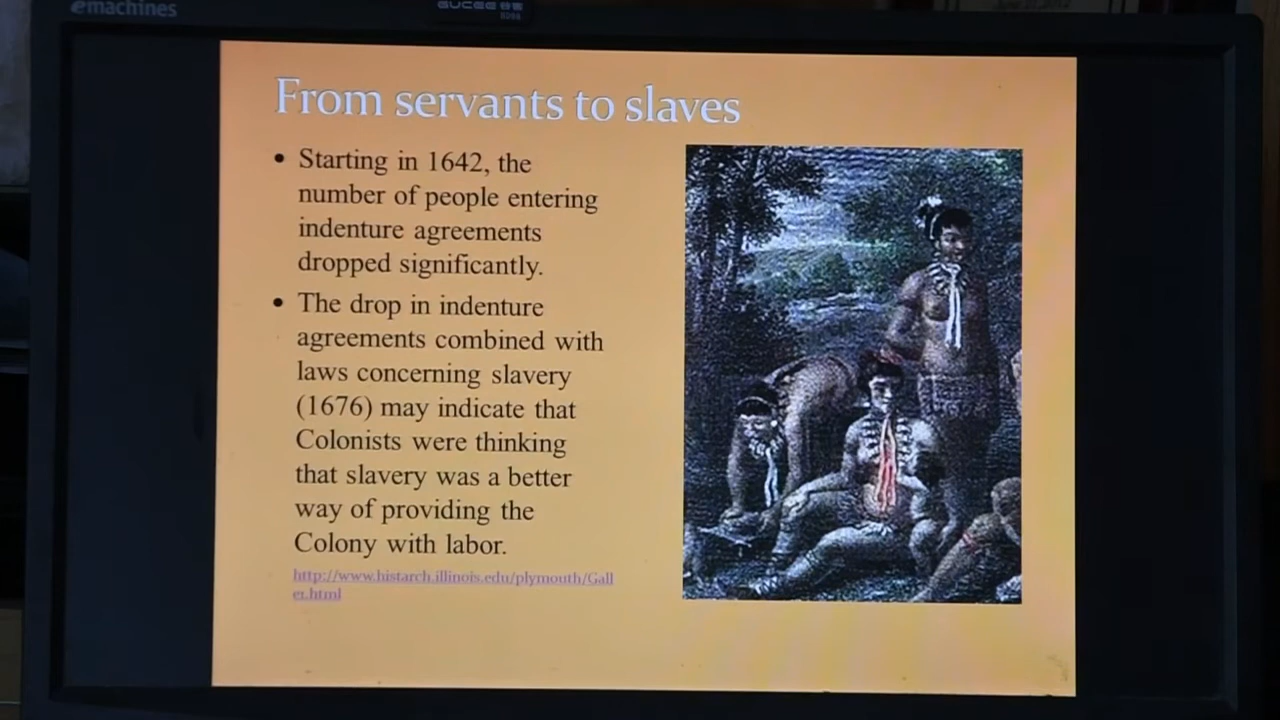 emachines
From servants to slaves
• Starting in 1642, the
number of people entering
indenture agreements
dropped significantly.
• The drop in indenture
agreements combined with
laws concerning slavery
(1676) may indicate that
Colonists were thinking
that slavery was a better
way of providing the
Colony with labor.
http://www.histarch.illinois.edu/plymouth/Gall
e1.html